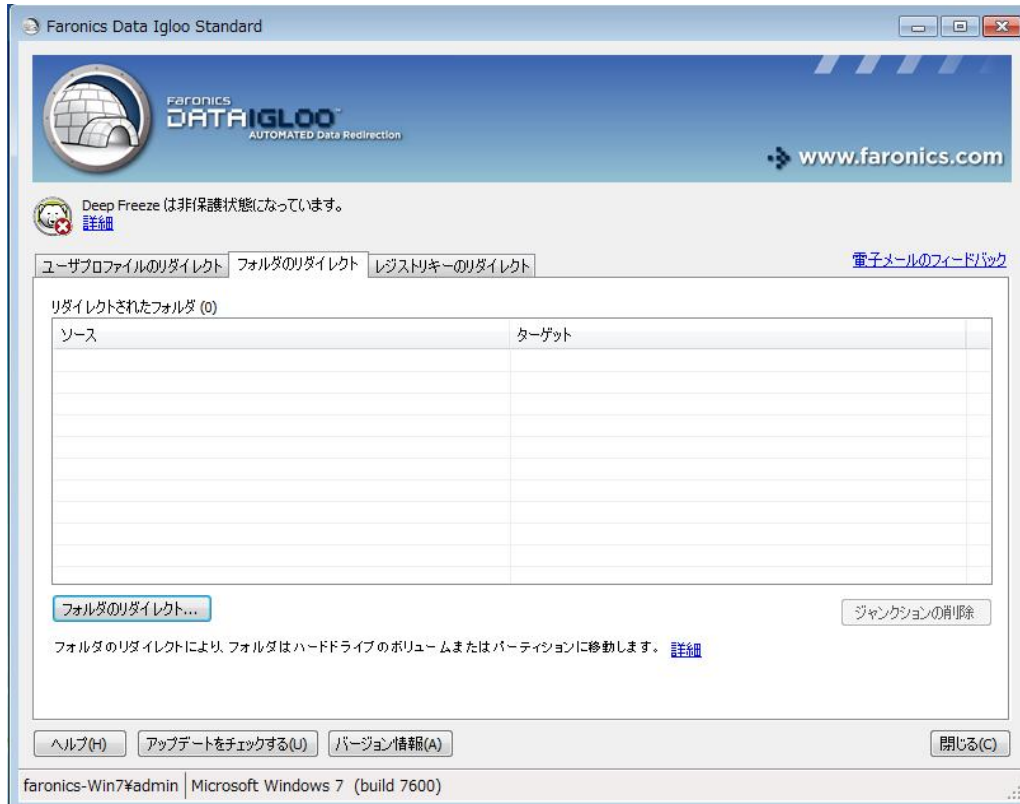 Faronics Data Igloo Standard
Faronics
DATAIGLOO™
AUTOMATED Data Redirection
www.faronics.com
Deep Freeze は非保護状態になっています。
詳細
ユーザプロファイルのリダイレクト フォルダのリダイレクト レジストリキーのリダイレクト 電子メールのフィードバック
リダイレクトされたフォルダ (0)
ソース ターゲット
フォルダのリダイレクト... ジャンクションの削除
フォルダのリダイレクトにより、フォルダはハードドライブのボリュームまたはパーティションに移動します。 詳細
ヘルプ(H) アップデートをチェックする(U) バージョン情報(A) 閉じる(C)
faronics-Win7¥admin Microsoft Windows 7 (build 7600)